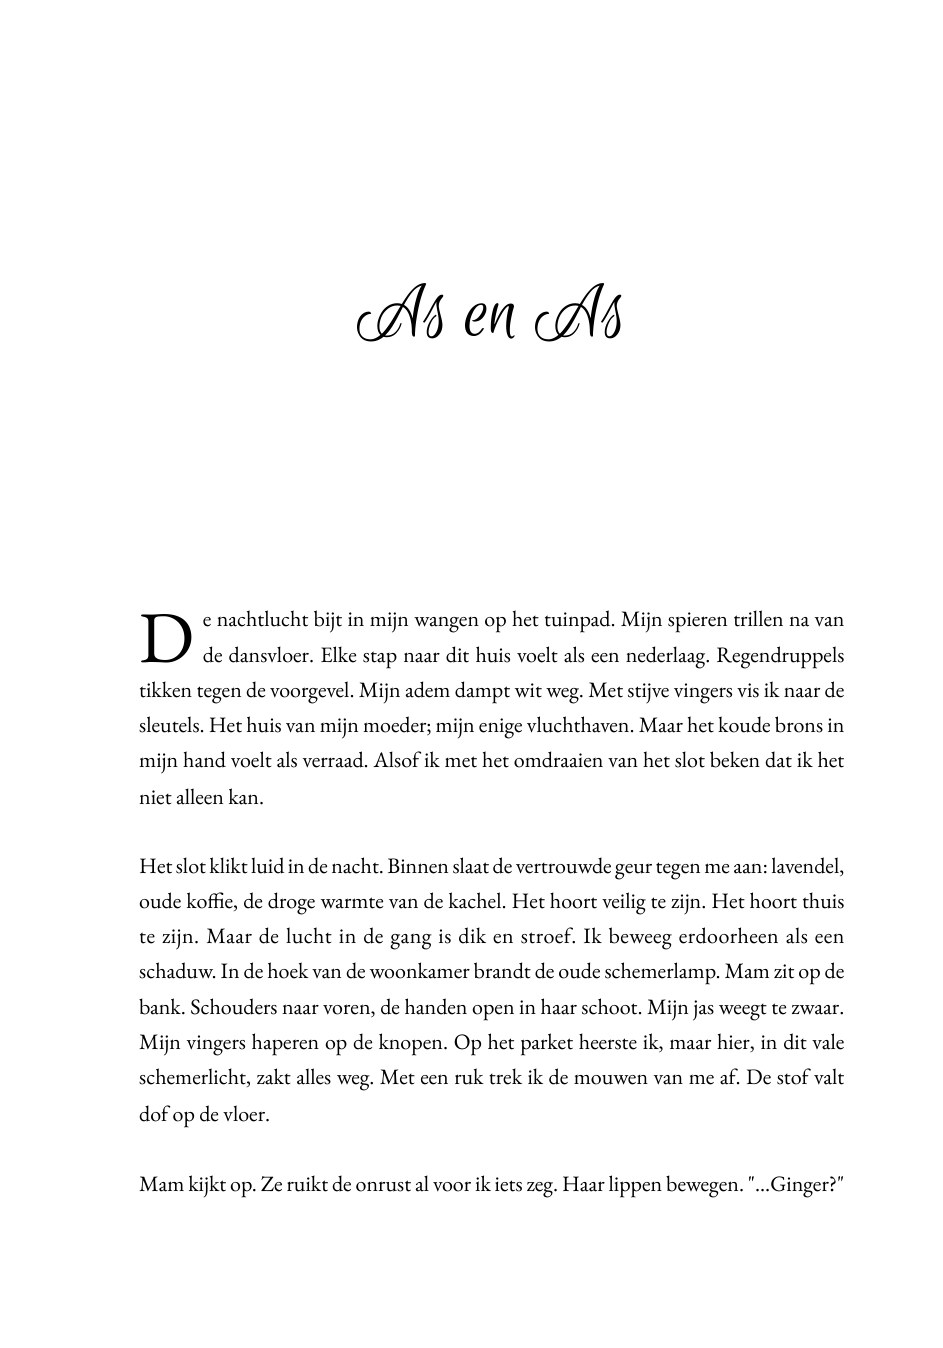 As en As
De nachtlucht bijt in mijn wangen op het tuinpad. Mijn spieren trillen na van
de dansvloer. Elke stap naar dit huis voelt als een nederlaag. Regendruppels
tikken tegen de voorgevel. Mijn adem dampt wit weg. Met stijve vingers vis ik naar de
sleutels. Het huis van mijn moeder; mijn enige vluchthaven. Maar het koude brons in
mijn hand voelt als verraad. Alsof ik met het omdraaien van het slot beken dat ik het
niet alleen kan.
Het slot klikt luid in de nacht. Binnen slaat de vertrouwde geur tegen me aan: lavendel,
oude koffie, de droge warmte van de kachel. Het hoort veilig te zijn. Het hoort thuis
te zijn. Maar de lucht in de gang is dik en stroef. Ik beweeg erdoorheen als een
schaduw. In de hoek van de woonkamer brandt de oude schemerlamp. Mam zit op de
bank. Schouders naar voren, de handen open in haar schoot. Mijn jas weegt te zwaar.
Mijn vingers haperen op de knopen. Op het parket heerste ik, maar hier, in dit vale
schemerlicht, zakt alles weg. Met een ruk trek ik de mouwen van me af. De stof valt
dof op de vloer.
Mam kijkt op. Ze ruikt de onrust al voor ik iets zeg. Haar lippen bewegen. "...Ginger?"